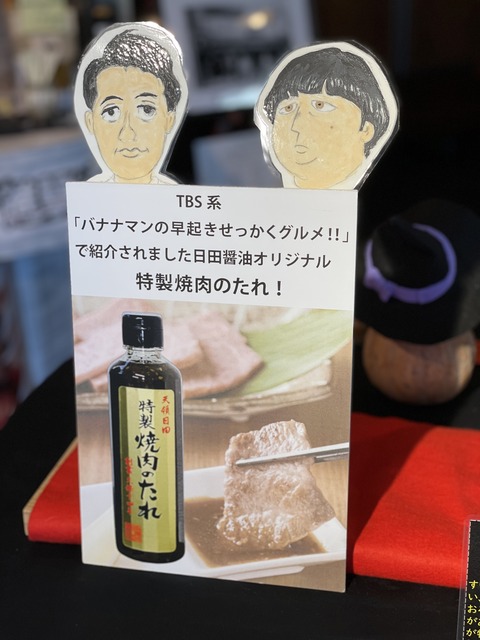 TBS系
「バナナマンの早起きせっかくグルメ!!」
で紹介されました日田醤油オリジナル
特製焼肉のたれ！
天領日田
特製
焼肉のたれ